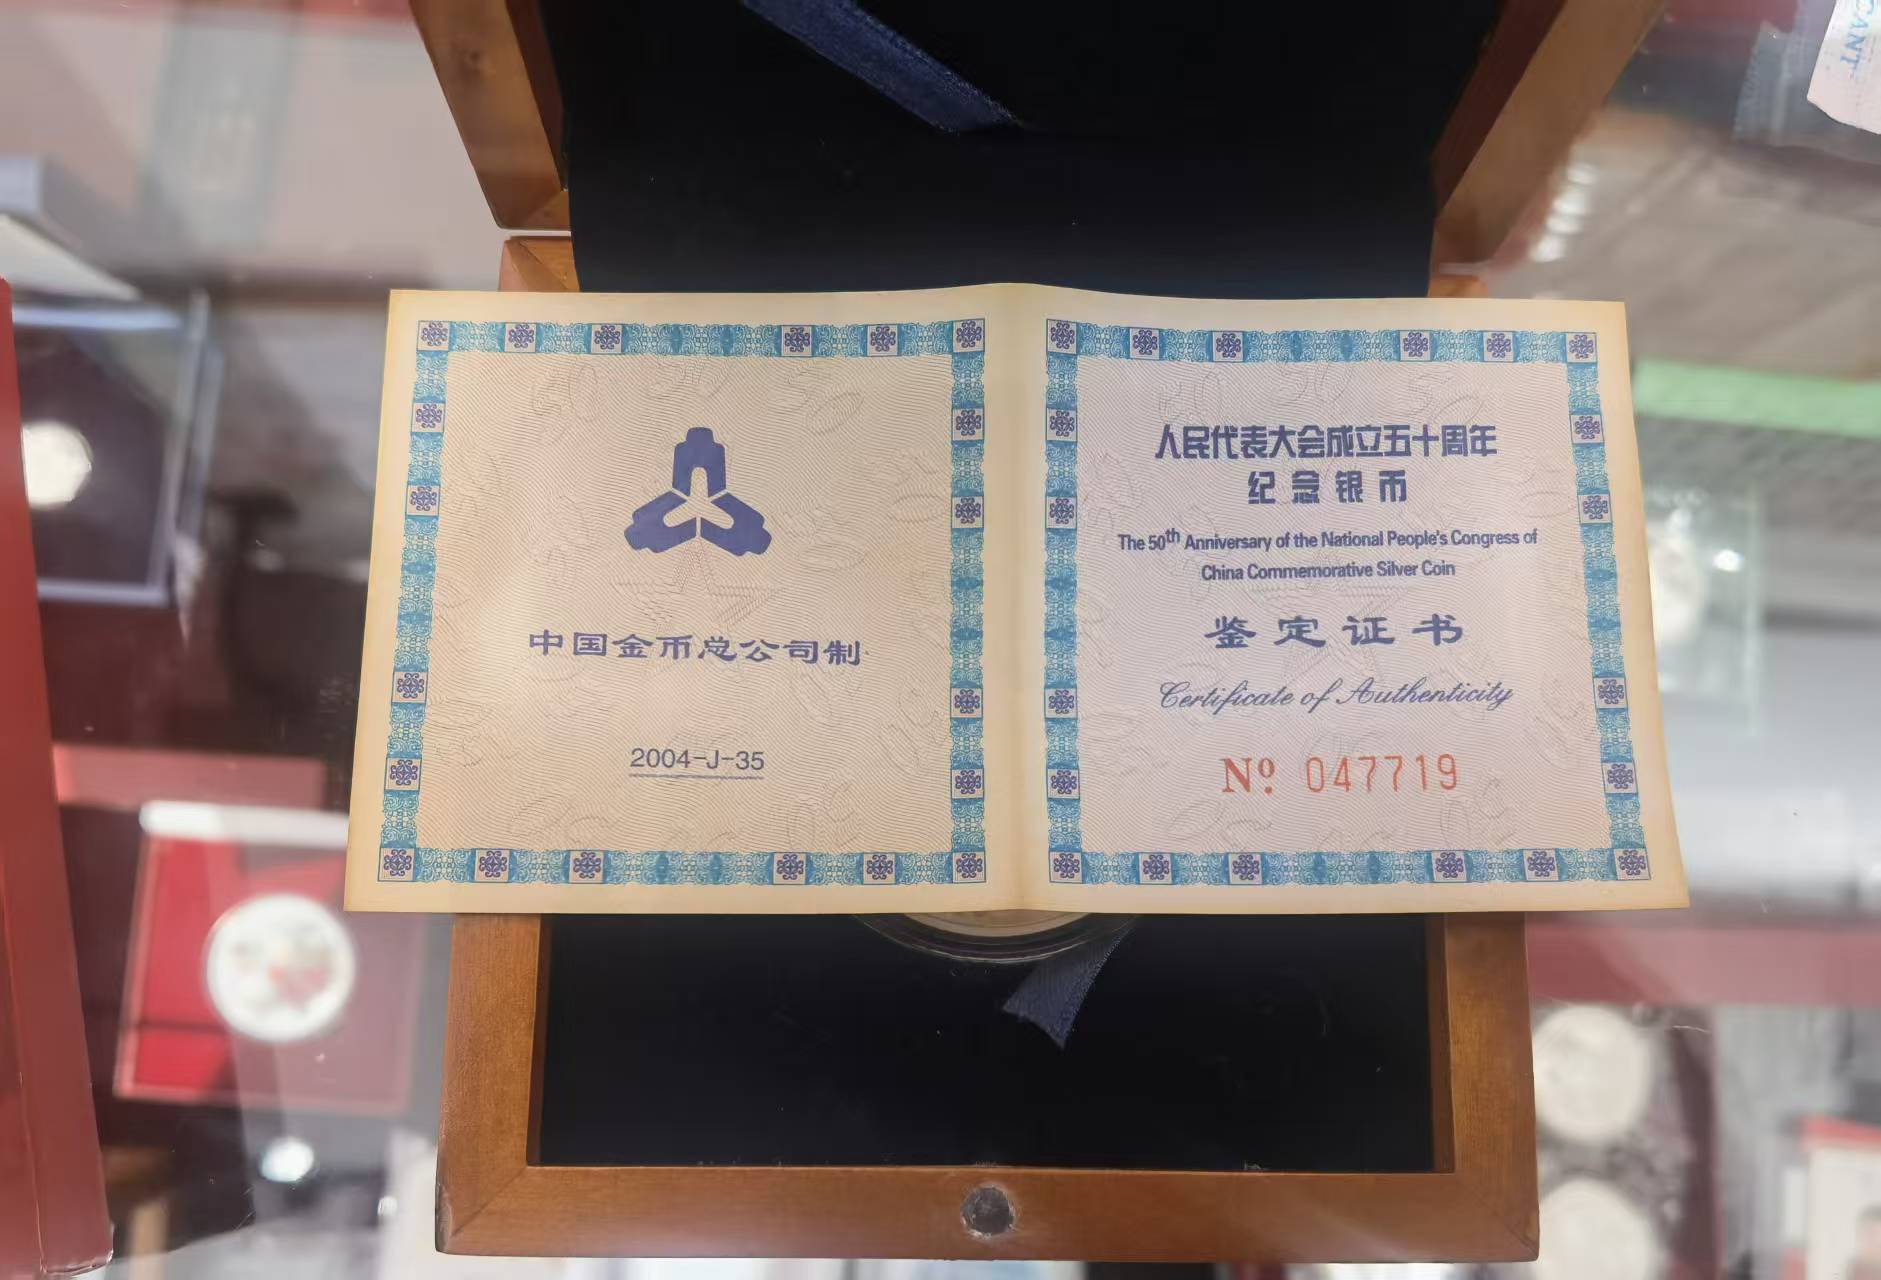 CANT
中国金币总公司制
2004-J-35
人民代表大会成立五十周年
纪念银币
The 50th Anniversary of the National People's Congress of
China Commemorative Silver Coin
鉴定证书
Certificate of Authenticity
Nº 047719